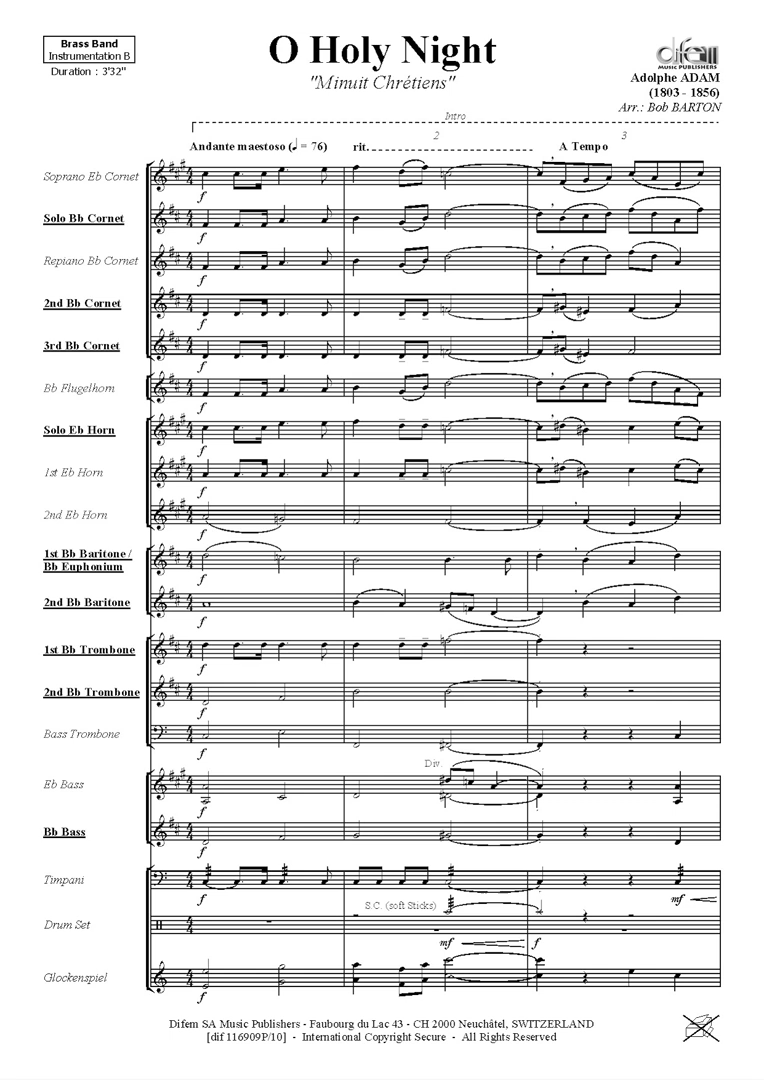 Brass Band
Instrumentation B
Duration : 3'32"
O Holy Night
"Minuit Chrétiens"
difem
Music PUBLISHERS
Adolphe ADAM
(1803 - 1856)
Arr.: Bob BARTON
Intro
2
3
Andante maestoso (♩ = 76)
rit.
A Tempo
Soprano Eb Cornet
f
Solo Bb Cornet
f
Repiano Bb Cornet
f
2nd Bb Cornet
f
3rd Bb Cornet
f
Bb Flugelhorn
f
Solo Eb Horn
f
1st Eb Horn
f
2nd Eb Horn
f
1st Bb Baritone /
Bb Euphonium
f
2nd Bb Baritone
f
1st Bb Trombone
f
2nd Bb Trombone
f
Bass Trombone
f
Div.
Eb Bass
f
Bb Bass
f
Timpani
f
mf
S.C. (soft Sticks)
Drum Set
mf
f
Glockenspiel
f
Difem SA Music Publishers - Faubourg du Lac 43 - CH 2000 Neuchâtel, SWITZERLAND
[dif 116909P/10] - International Copyright Secure - All Rights Reserved